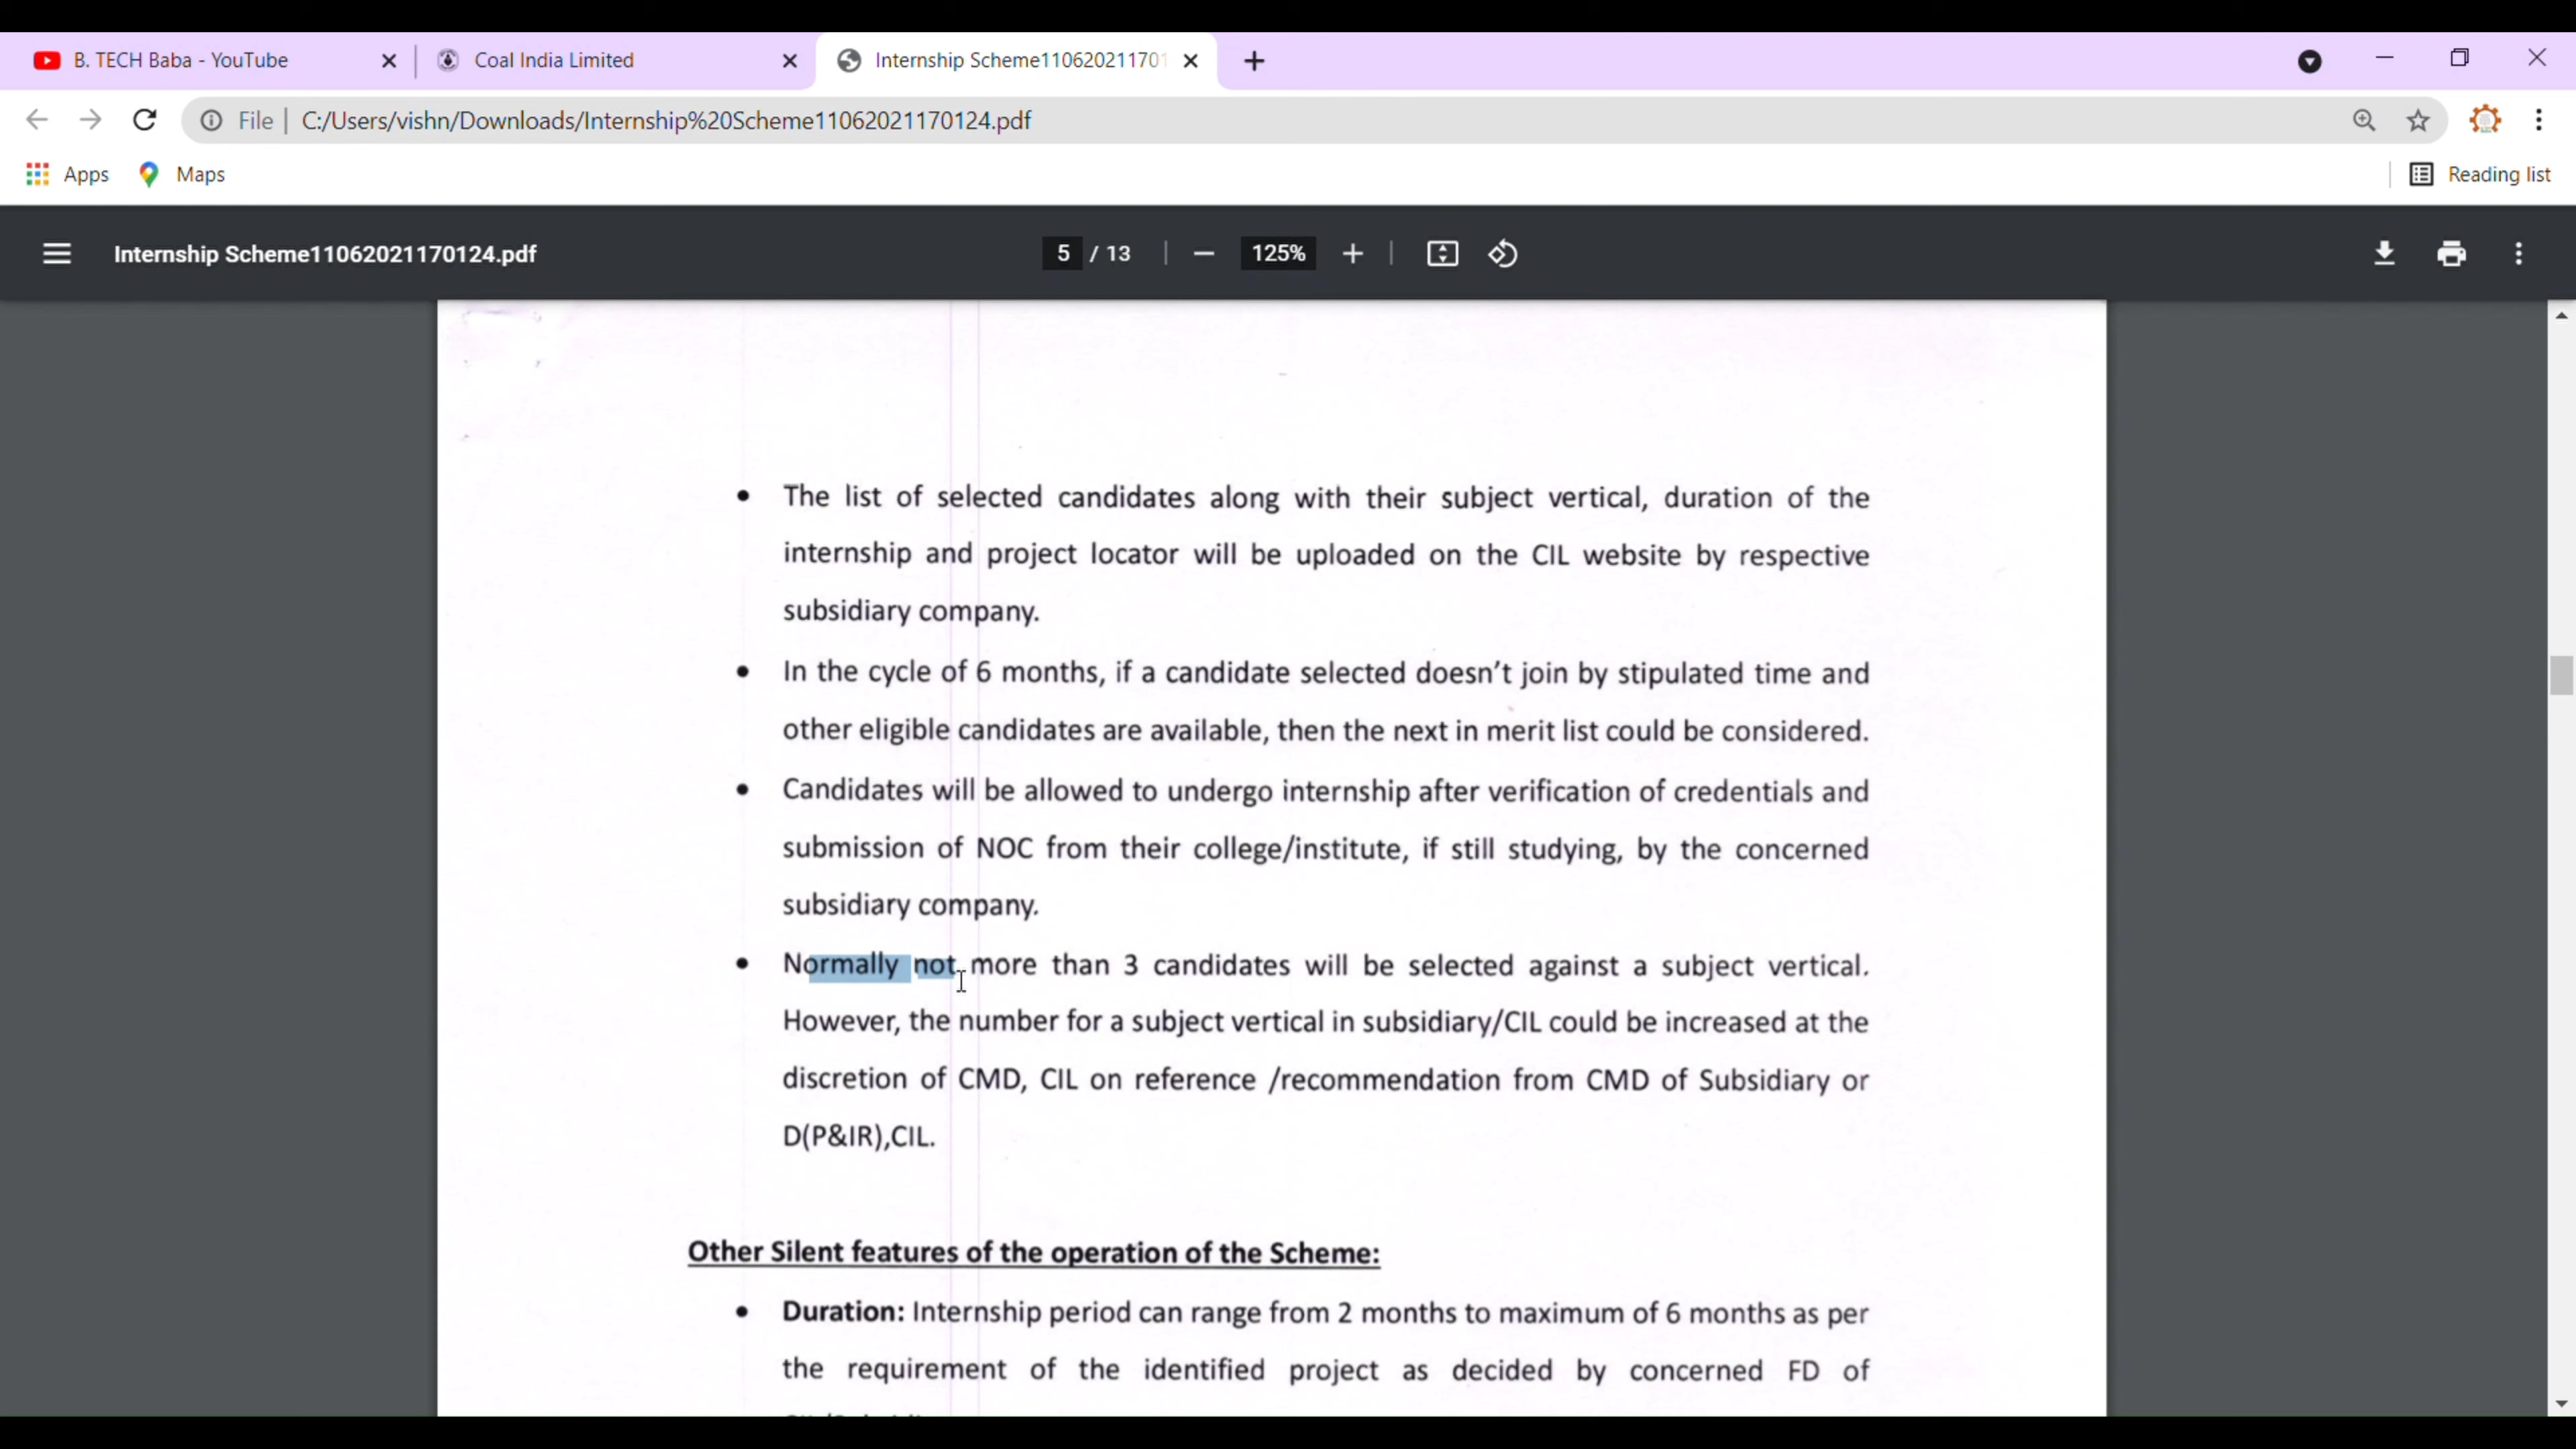 B. TECH Baba - YouTube
Coal India Limited
Internship Scheme110620211701
File
C:/Users/vishn/Downloads/Internship%20Scheme11062021170124.pdf
Apps
Maps
Reading list
Internship Scheme11062021170124.pdf
5 / 13
125%
• The list of selected candidates along with their subject vertical, duration of the
internship and project locator will be uploaded on the CIL website by respective
subsidiary company.
• In the cycle of 6 months, if a candidate selected doesn't join by stipulated time and
other eligible candidates are available, then the next in merit list could be considered.
• Candidates will be allowed to undergo internship after verification of credentials and
submission of NOC from their college/institute, if still studying, by the concerned
subsidiary company.
• Normally not more than 3 candidates will be selected against a subject vertical.
However, the number for a subject vertical in subsidiary/CIL could be increased at the
discretion of CMD, CIL on reference /recommendation from CMD of Subsidiary or
D(P&IR),CIL.
Other Silent features of the operation of the Scheme:
• Duration: Internship period can range from 2 months to maximum of 6 months as per
the requirement of the identified project as decided by concerned FD of